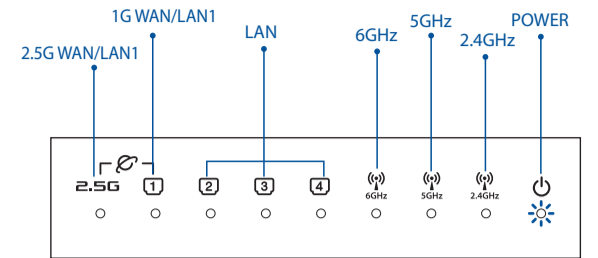 1G WAN/LAN1
2.5G WAN/LAN1
LAN
6GHz
5GHz
2.4GHz
POWER
2.5G
1
2
3
4
6GHz
5GHz
2.4GHz